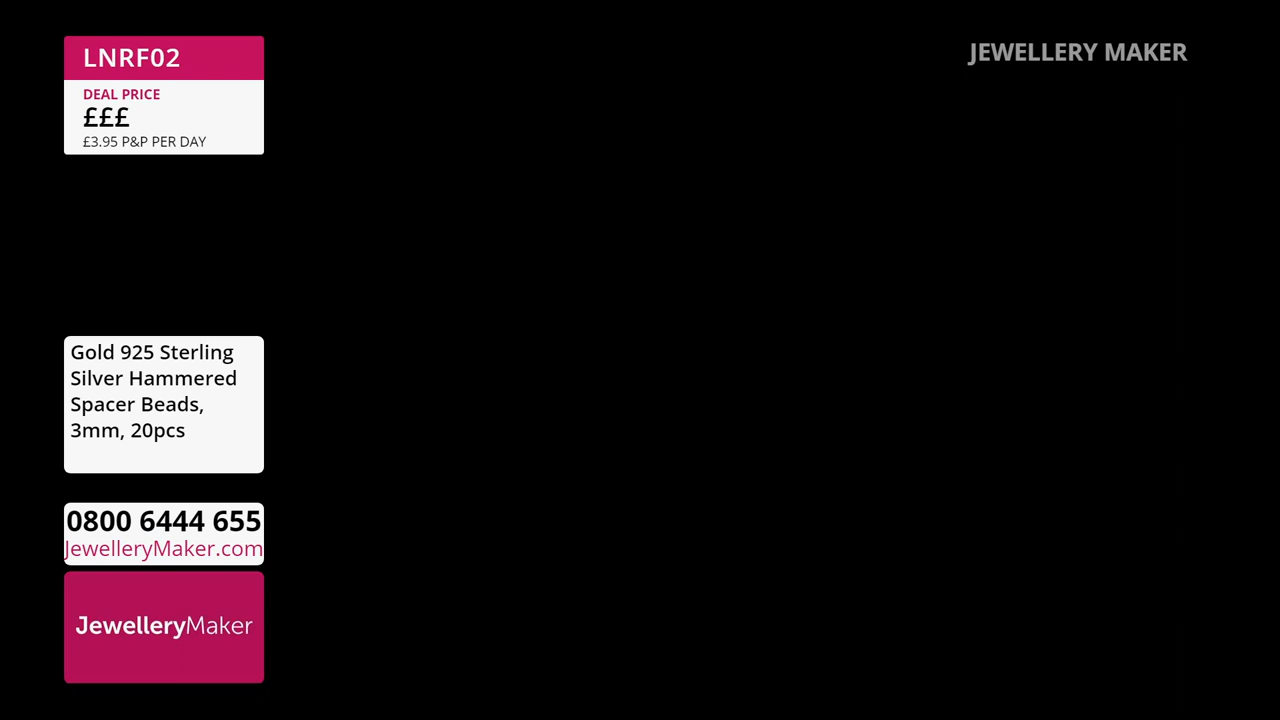 LNRF02
DEAL PRICE
£££
£3.95 P&P PER DAY
JEWELLERY MAKER
Gold 925 Sterling
Silver Hammered
Spacer Beads,
3mm, 20pcs
0800 6444 655
JewelleryMaker.com
JewelleryMaker